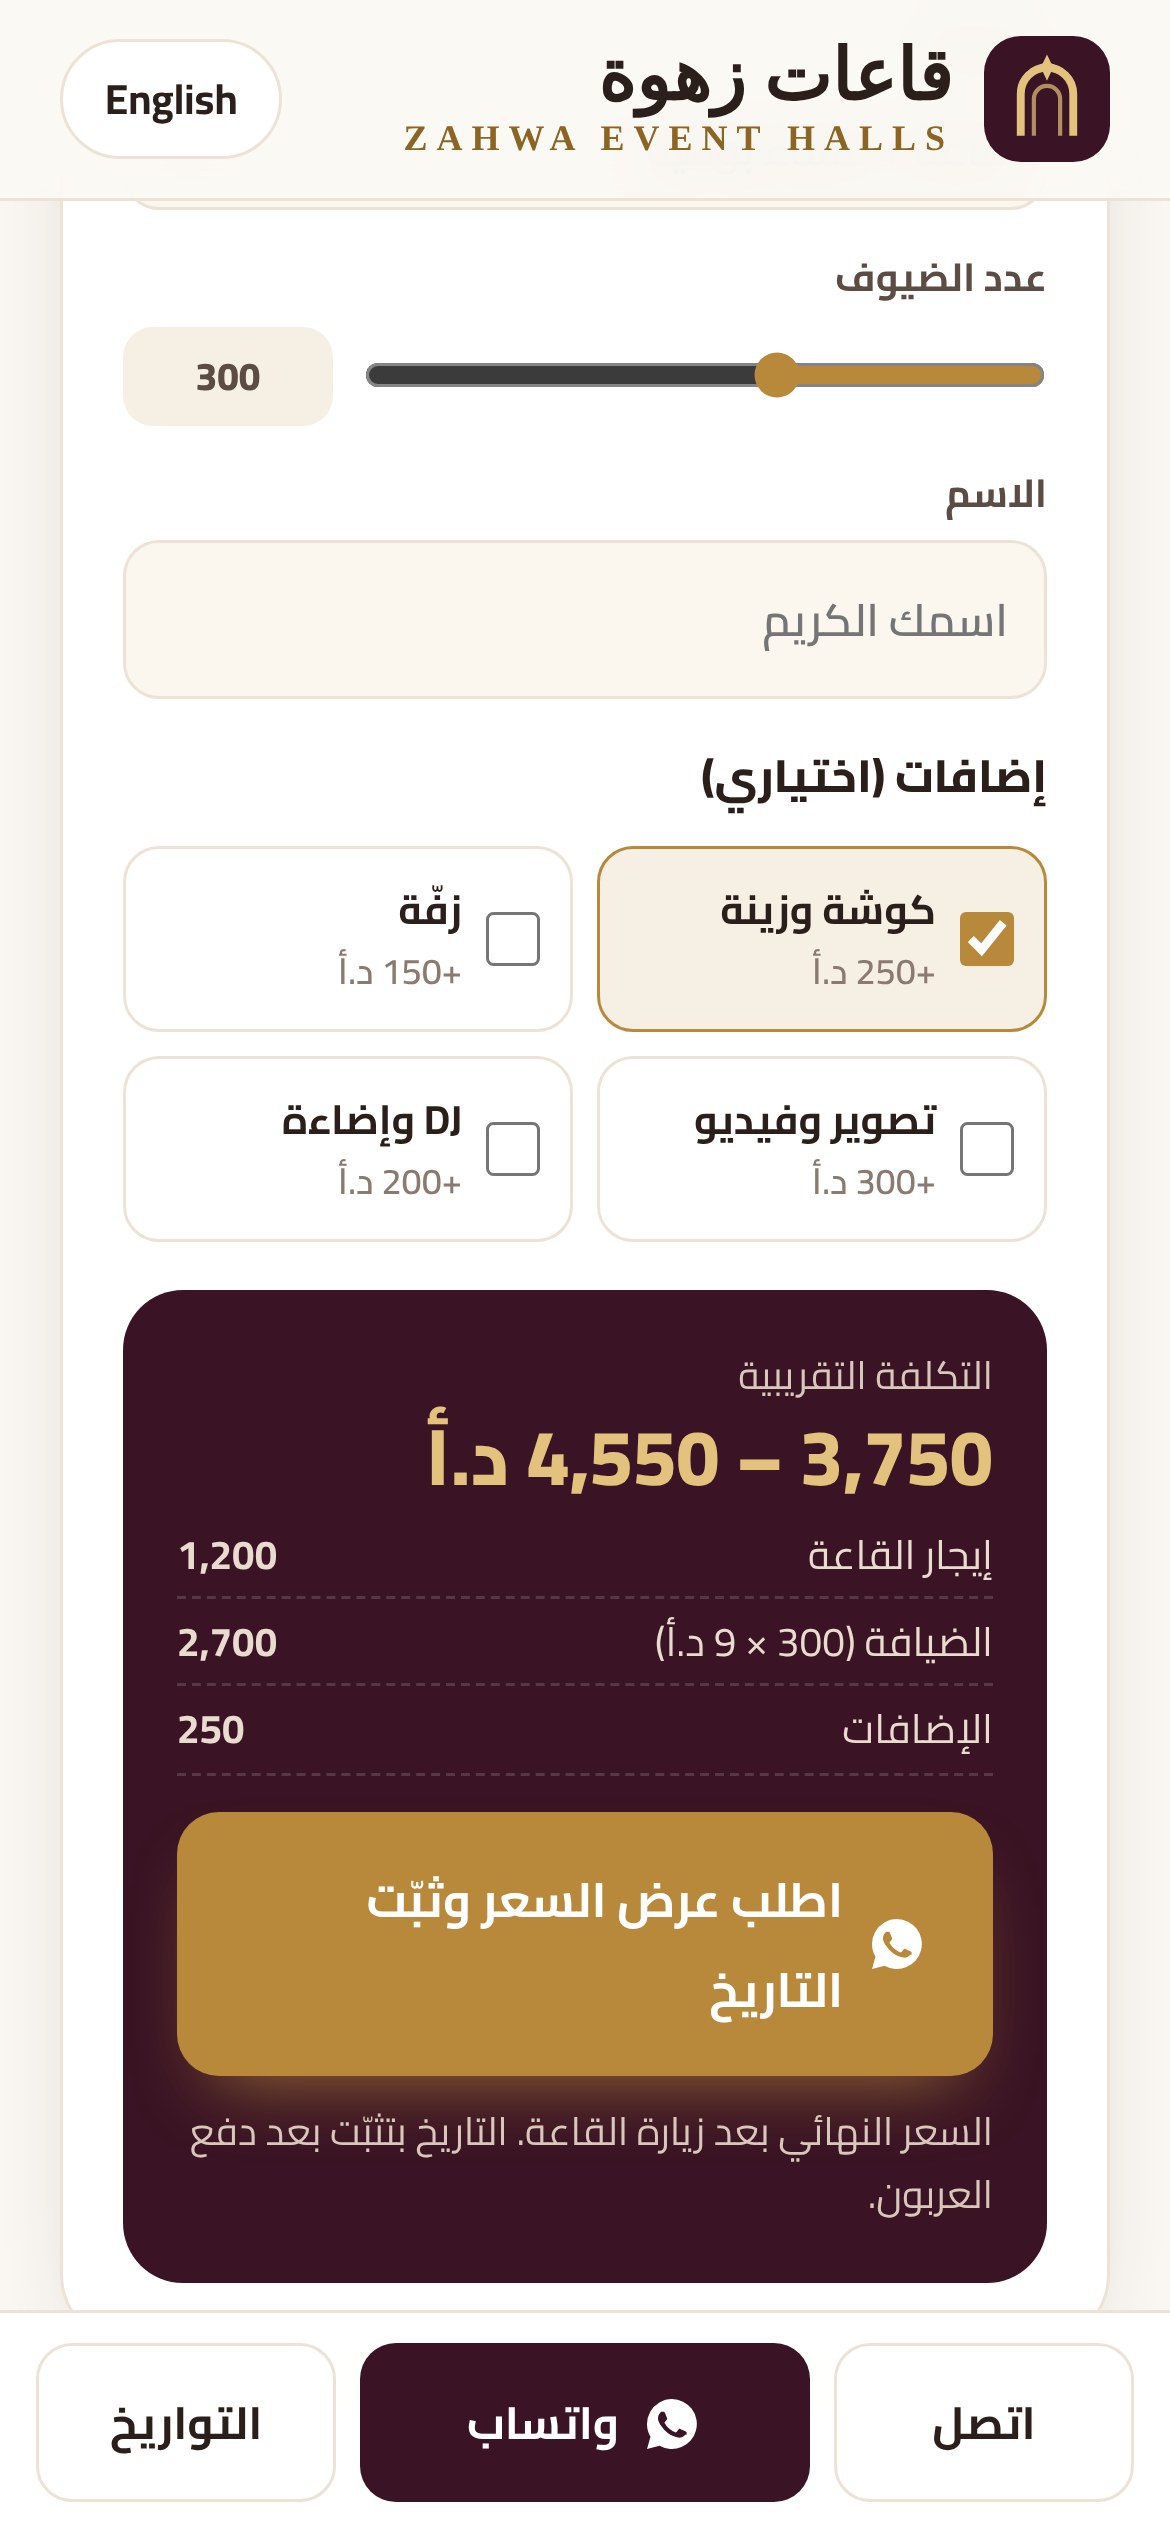 قاعات زهوة
ZAHWA EVENT HALLS
English
عدد الضيوف
300
الاسم
اسمك الكريم
إضافات (اختياري)
كوشة وزينة
+250 د.أ
زفّة
+150 د.أ
تصوير وفيديو
+300 د.أ
DJ وإضاءة
+200 د.أ
التكلفة التقريبية
3,750 – 4,550 د.أ
إيجار القاعة 1,200
الضيافة (300 × 9 د.أ) 2,700
الإضافات 250
اطلب عرض السعر وثبّت
التاريخ
السعر النهائي بعد زيارة القاعة. التاريخ بتثبّت بعد دفع
العربون.
اتصل
واتساب
التواريخ